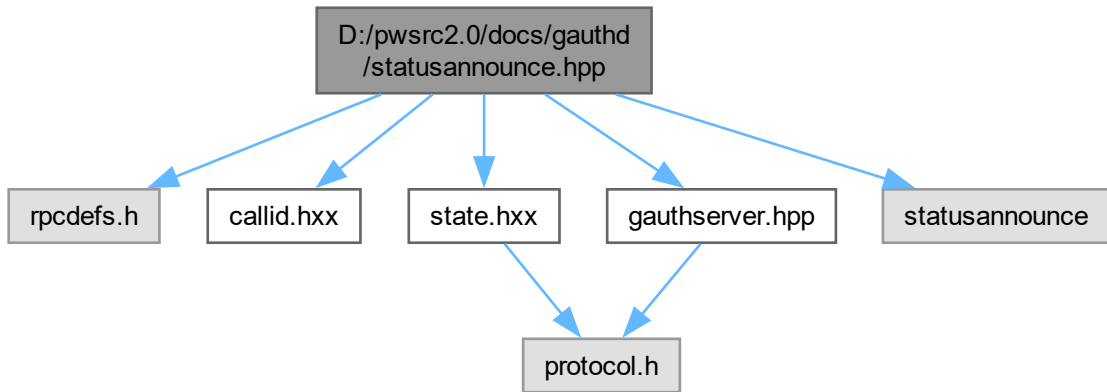 D:/pwsrc2.0/docs/gauthd
/statusannounce.hpp
rpcdefs.h
callid.hxx
state.hxx
gauthserver.hpp
statusannounce
protocol.h